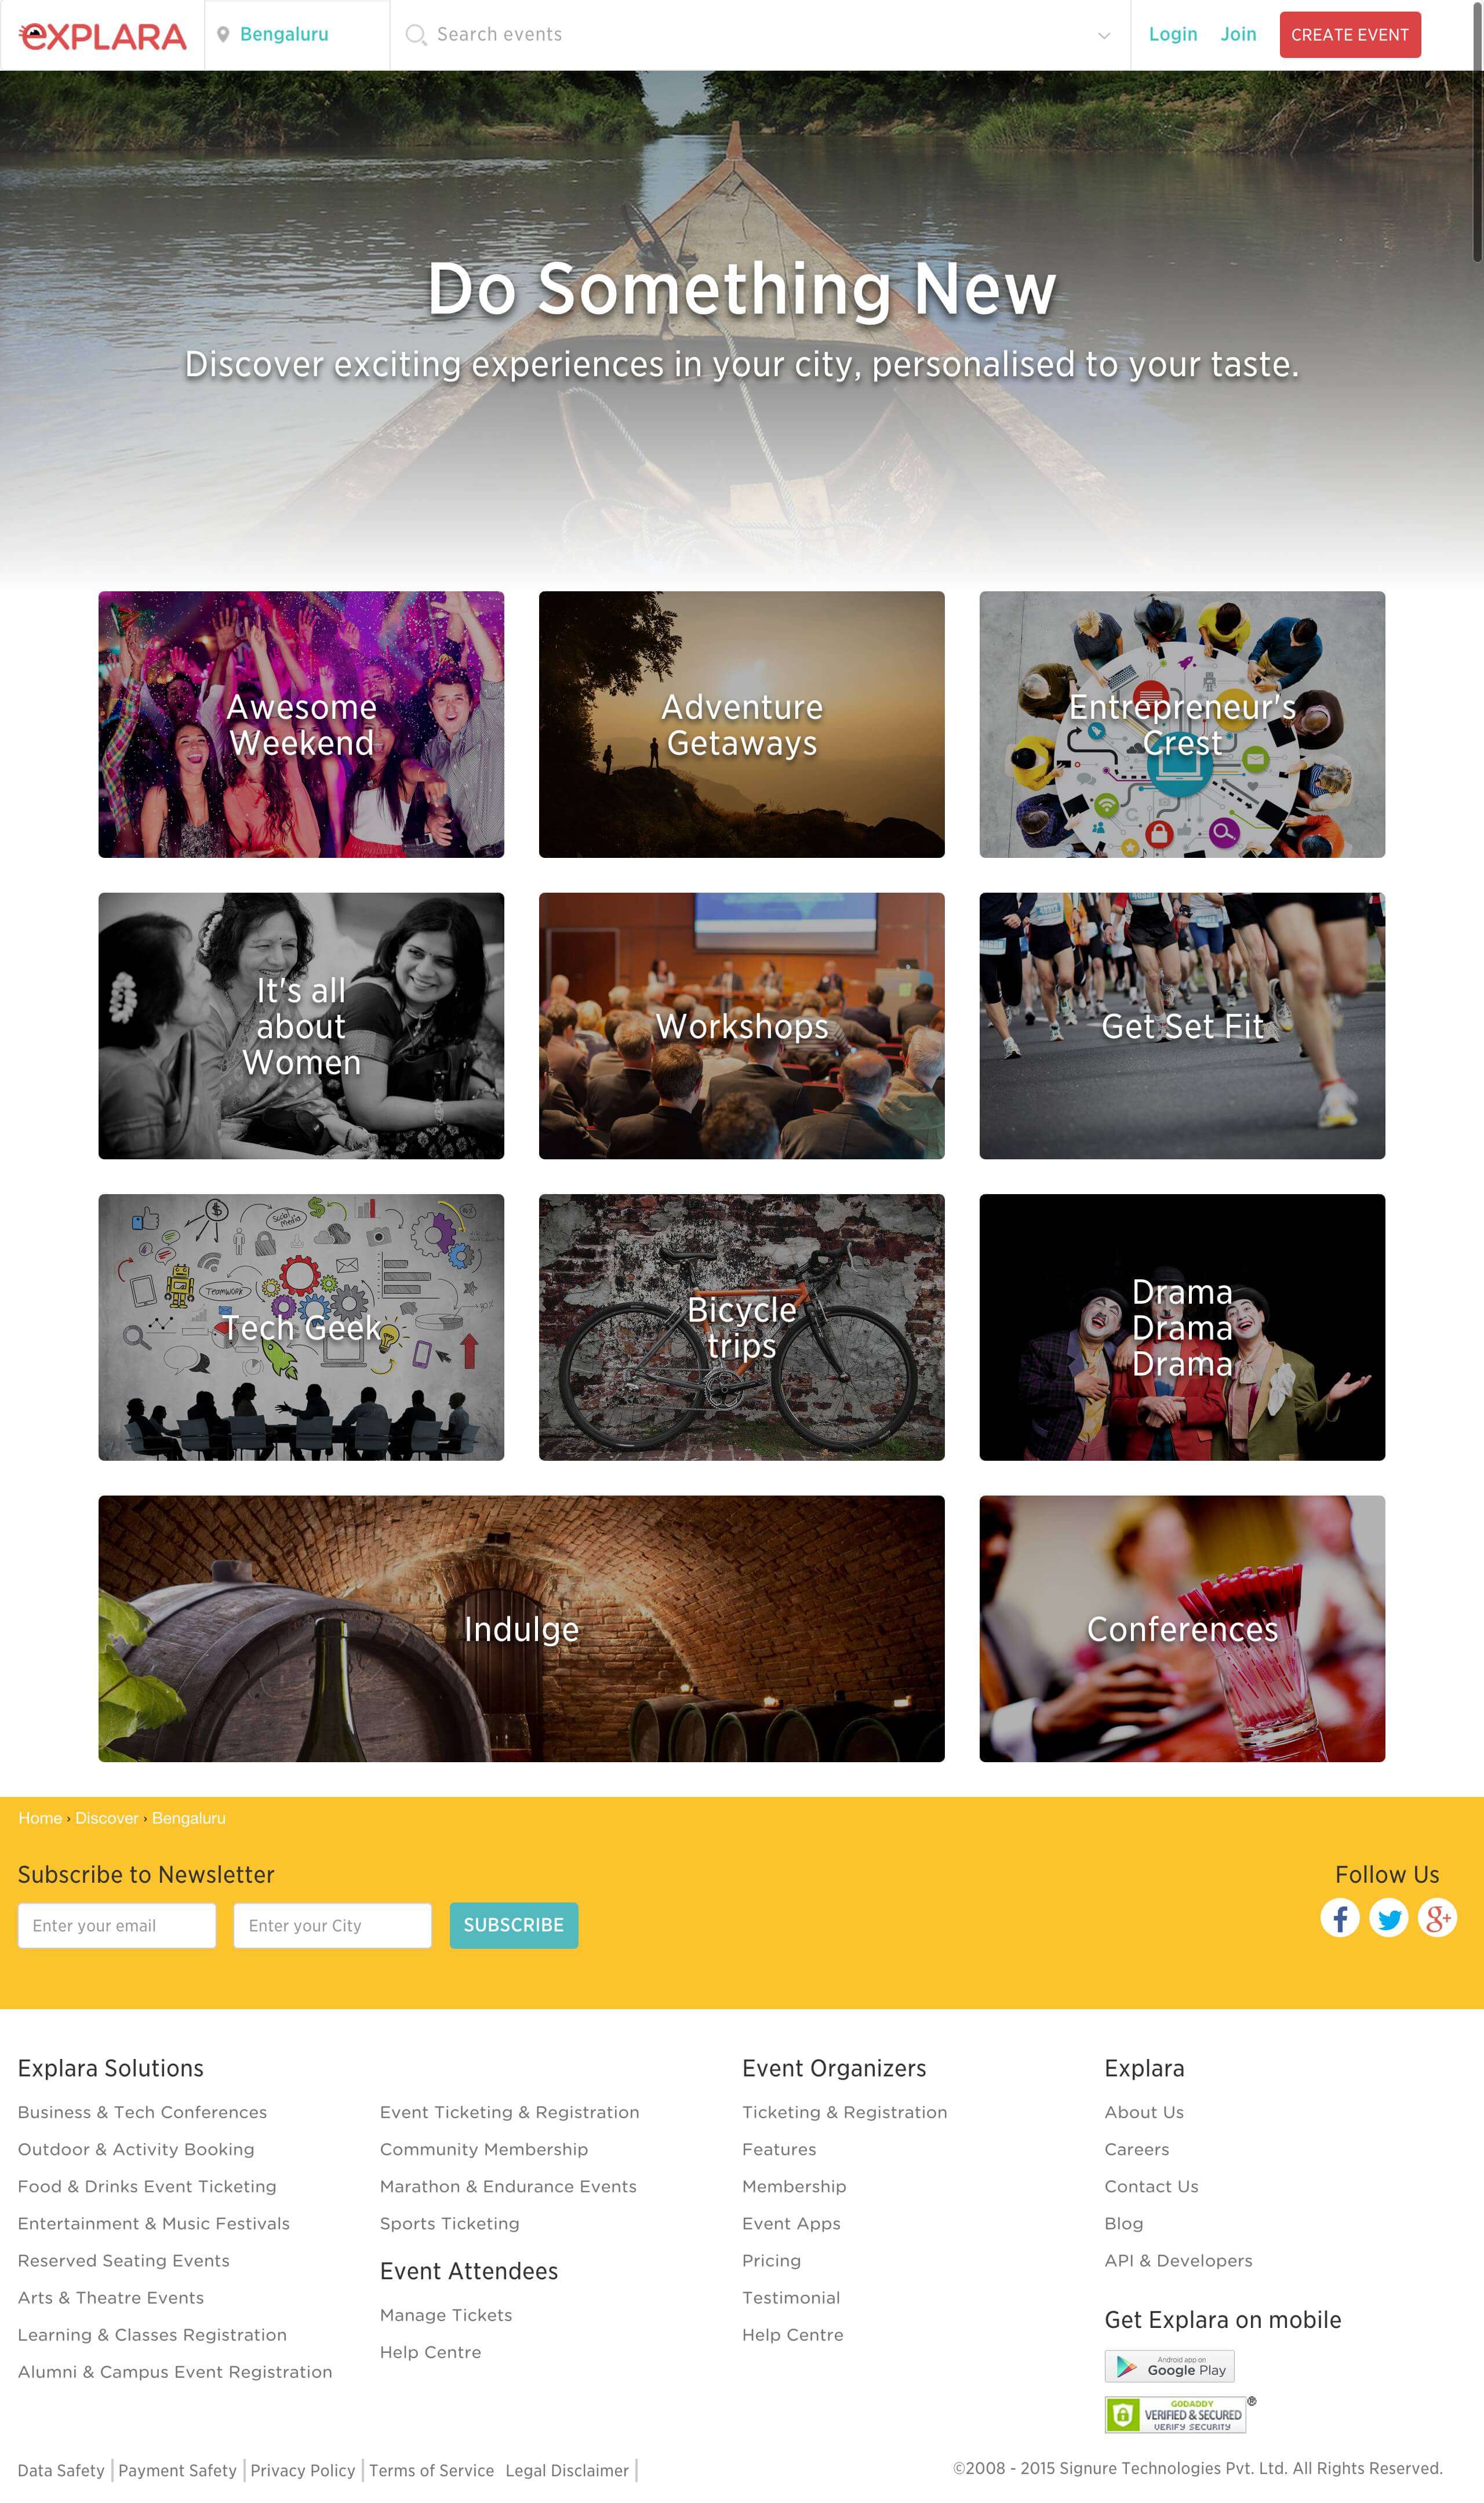 eXPLARA
Bengaluru
Search events
Login
Join
CREATE EVENT
Do Something New
Discover exciting experiences in your city, personalised to your taste.
Awesome
Weekend
Adventure
Getaways
Entrepreneur's
Crest
It's all
about
Women
Workshops
Get Set Fit
Social
Media
TEAMWORK
Tech Geek
Bicycle
trips
Drama
Drama
Drama
Indulge
Conferences
Home › Discover › Bengaluru
Subscribe to Newsletter
Enter your email
Enter your City
SUBSCRIBE
Follow Us
Explara Solutions
Business & Tech Conferences
Outdoor & Activity Booking
Food & Drinks Event Ticketing
Entertainment & Music Festivals
Reserved Seating Events
Arts & Theatre Events
Learning & Classes Registration
Alumni & Campus Event Registration
Event Ticketing & Registration
Community Membership
Marathon & Endurance Events
Sports Ticketing
Event Attendees
Manage Tickets
Help Centre
Event Organizers
Ticketing & Registration
Features
Membership
Event Apps
Pricing
Testimonial
Help Centre
Explara
About Us
Careers
Contact Us
Blog
API & Developers
Get Explara on mobile
Android app on
Google Play
GODADDY
VERIFIED & SECURED
VERIFY SECURITY
®
Data Safety | Payment Safety | Privacy Policy | Terms of Service Legal Disclaimer |
©2008 - 2015 Signure Technologies Pvt. Ltd. All Rights Reserved.